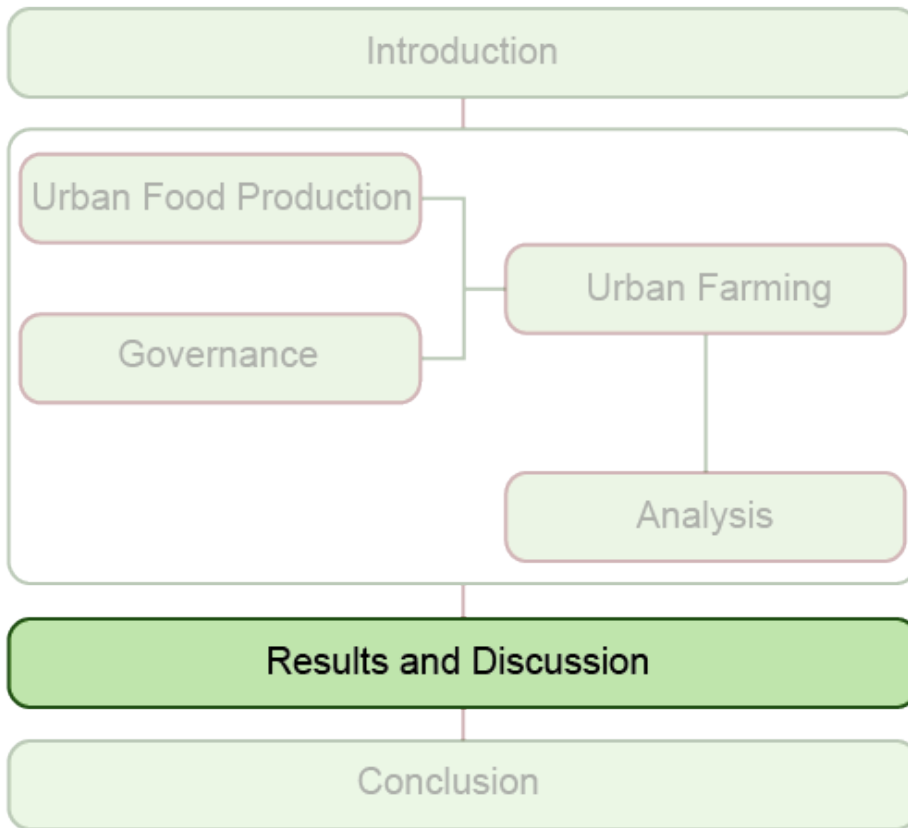 Introduction
Urban Food Production
Urban Farming
Governance
Analysis
Results and Discussion
Conclusion